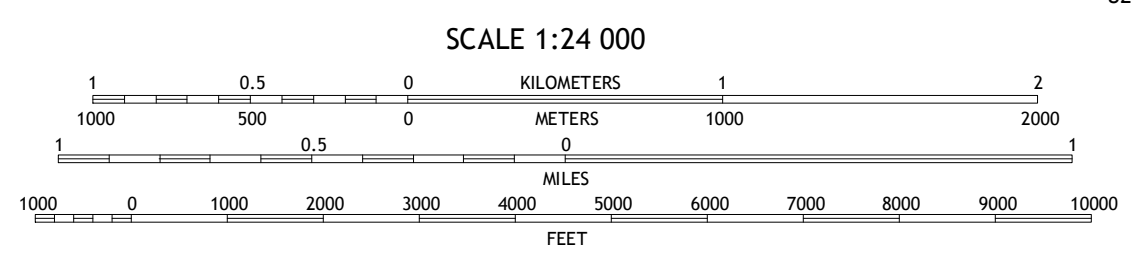 SCALE 1:24 000
1 0.5 0 KILOMETERS 1 2
1000 500 0 METERS 1000 2000
1 0.5 0 1
MILES
1000 0 1000 2000 3000 4000 5000 6000 7000 8000 9000 10000
FEET